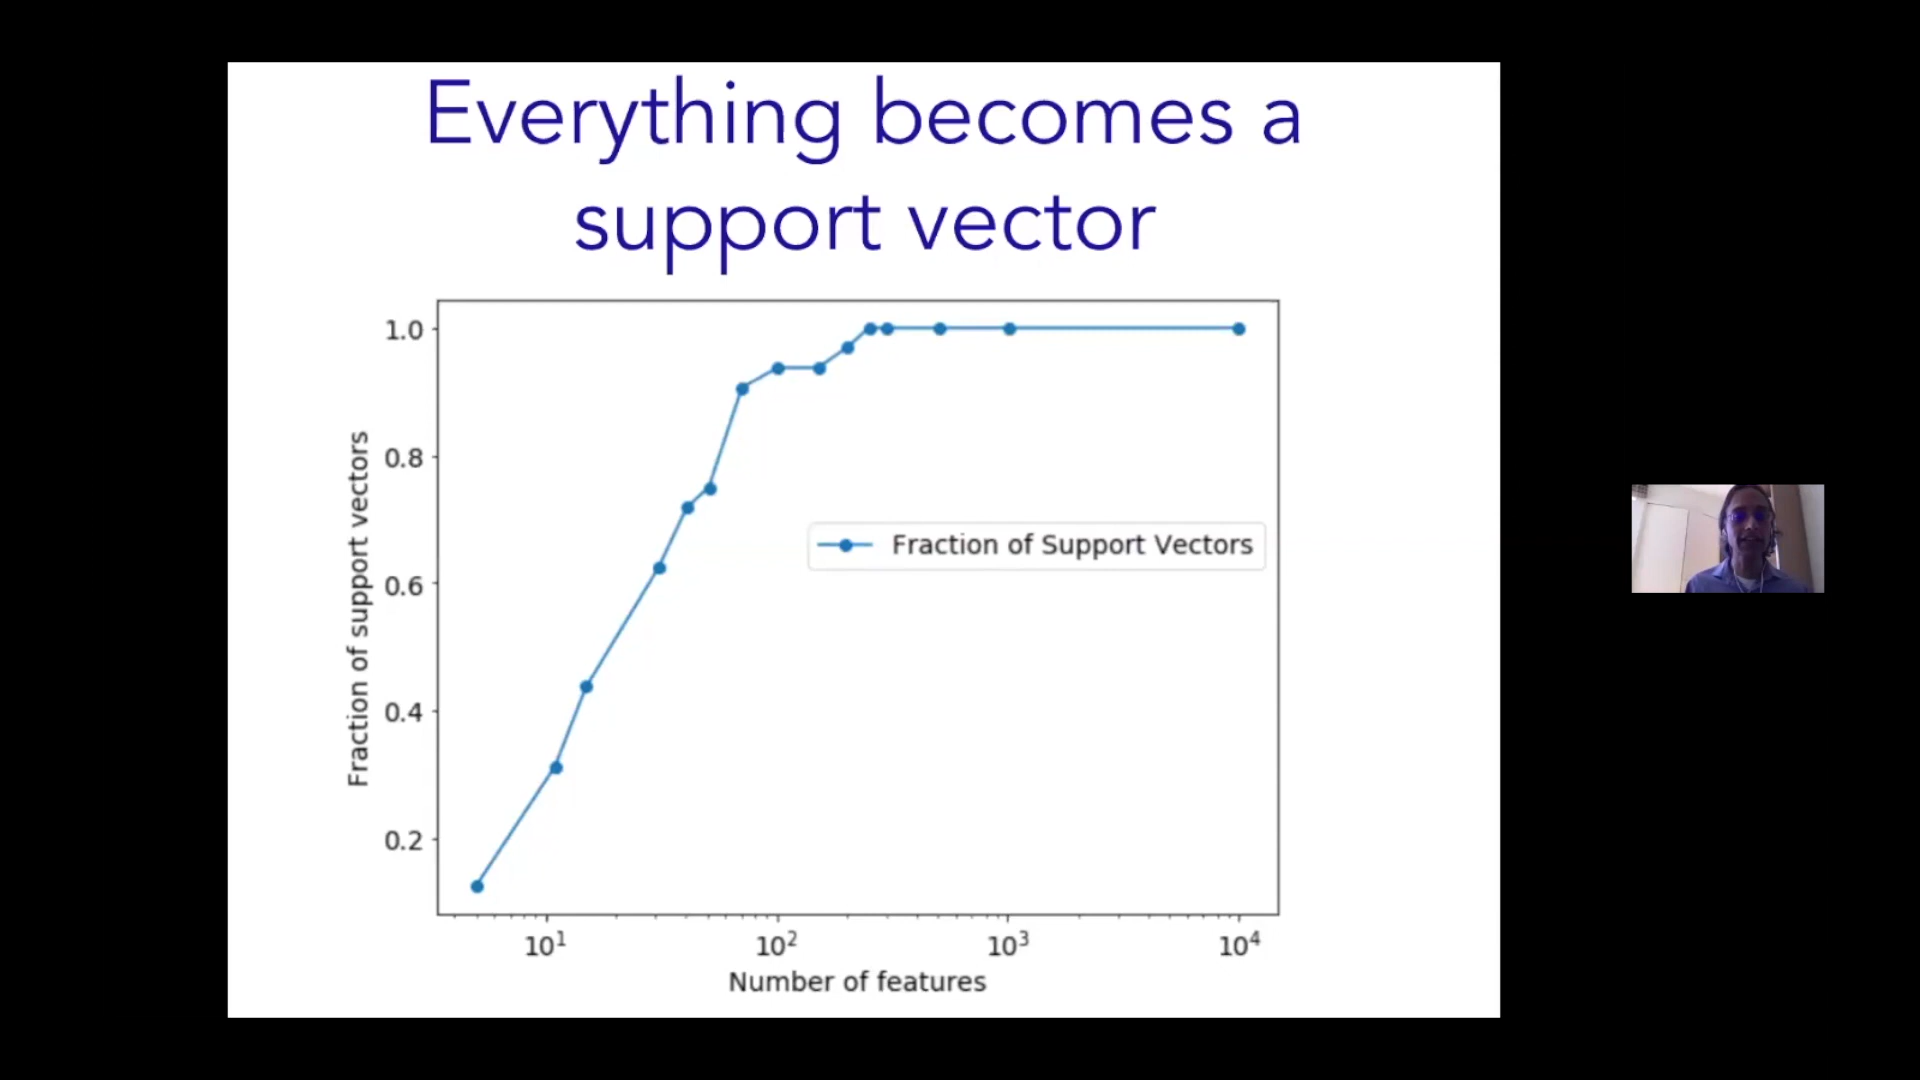 Everything becomes a
support vector
1.0
0.8
0.6
0.4
0.2
Fraction of support vectors
Fraction of Support Vectors
10¹ 10² 10³ 10⁴
Number of features